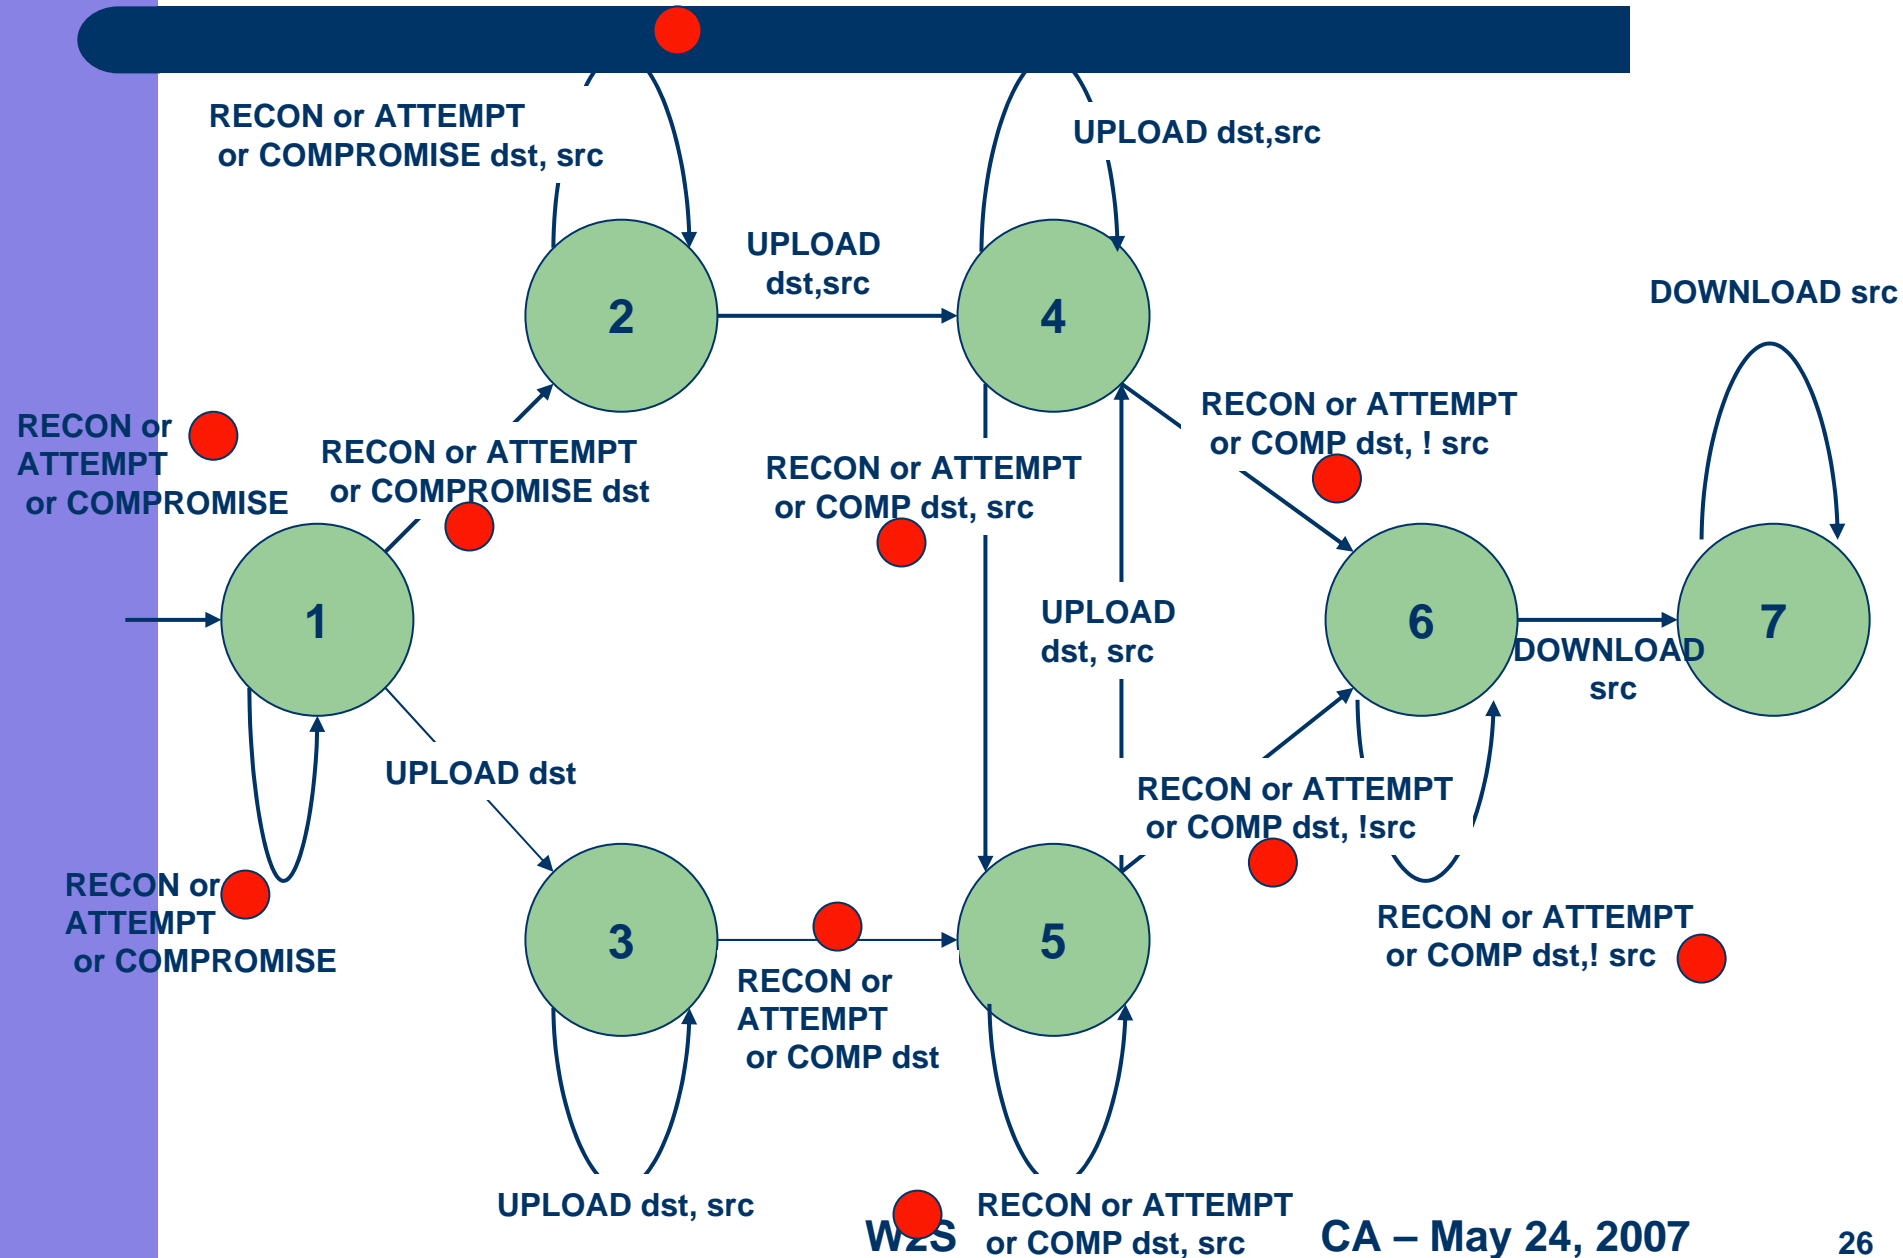 RECON or ATTEMPT
or COMPROMISE dst, src
UPLOAD dst,src
UPLOAD
dst,src
2
4
DOWNLOAD src
RECON or
ATTEMPT
or COMPROMISE
RECON or ATTEMPT
or COMPROMISE dst
RECON or ATTEMPT
or COMP dst, src
RECON or ATTEMPT
or COMP dst, ! src
1
UPLOAD
dst, src
6
7
DOWNLOAD
src
UPLOAD dst
RECON or ATTEMPT
or COMP dst, !src
RECON or
ATTEMPT
or COMPROMISE
3
5
RECON or
ATTEMPT
or COMP dst
RECON or ATTEMPT
or COMP dst,! src
UPLOAD dst, src
RECON or ATTEMPT
or COMP dst, src
W2S
CA – May 24, 2007
26